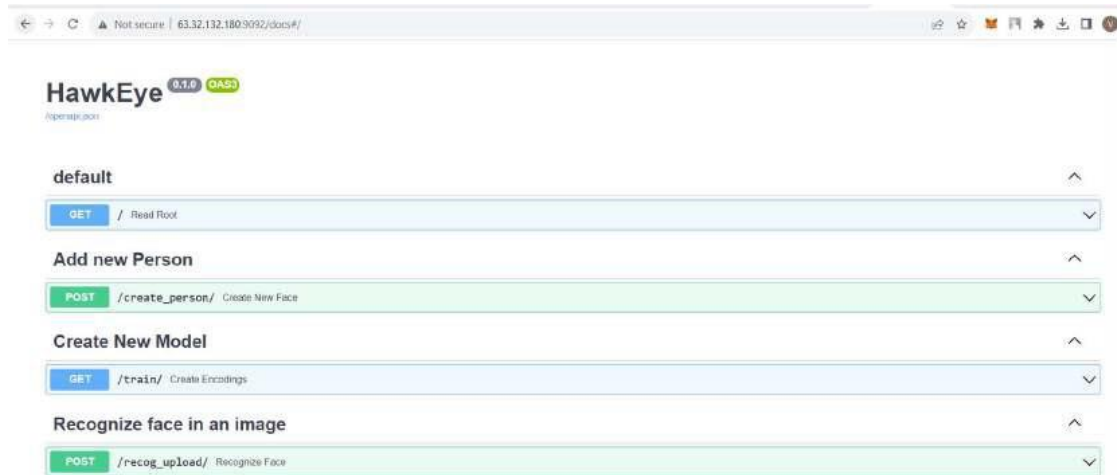 Not secure | 63.32.132.180:9092/docs#/
HawkEye 0.1.0 OAS3
/openapi.json
default
GET / Read Root
Add new Person
POST /create_person/ Create New Face
Create New Model
GET /train/ Create Encodings
Recognize face in an image
POST /recog_upload/ Recognize Face